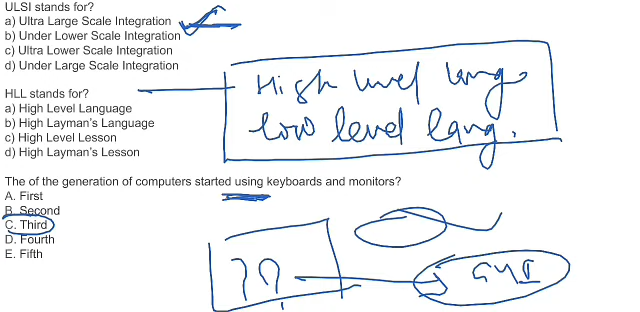 ULSI stands for?
a) Ultra Large Scale Integration
b) Under Lower Scale Integration
c) Ultra Lower Scale Integration
d) Under Large Scale Integration
HLL stands for?
a) High Level Language
b) High Layman's Language
c) High Level Lesson
d) High Layman's Lesson
High level lang.
low level lang.
The of the generation of computers started using keyboards and monitors?
A. First
B. Second
C. Third
D. Fourth
E. Fifth